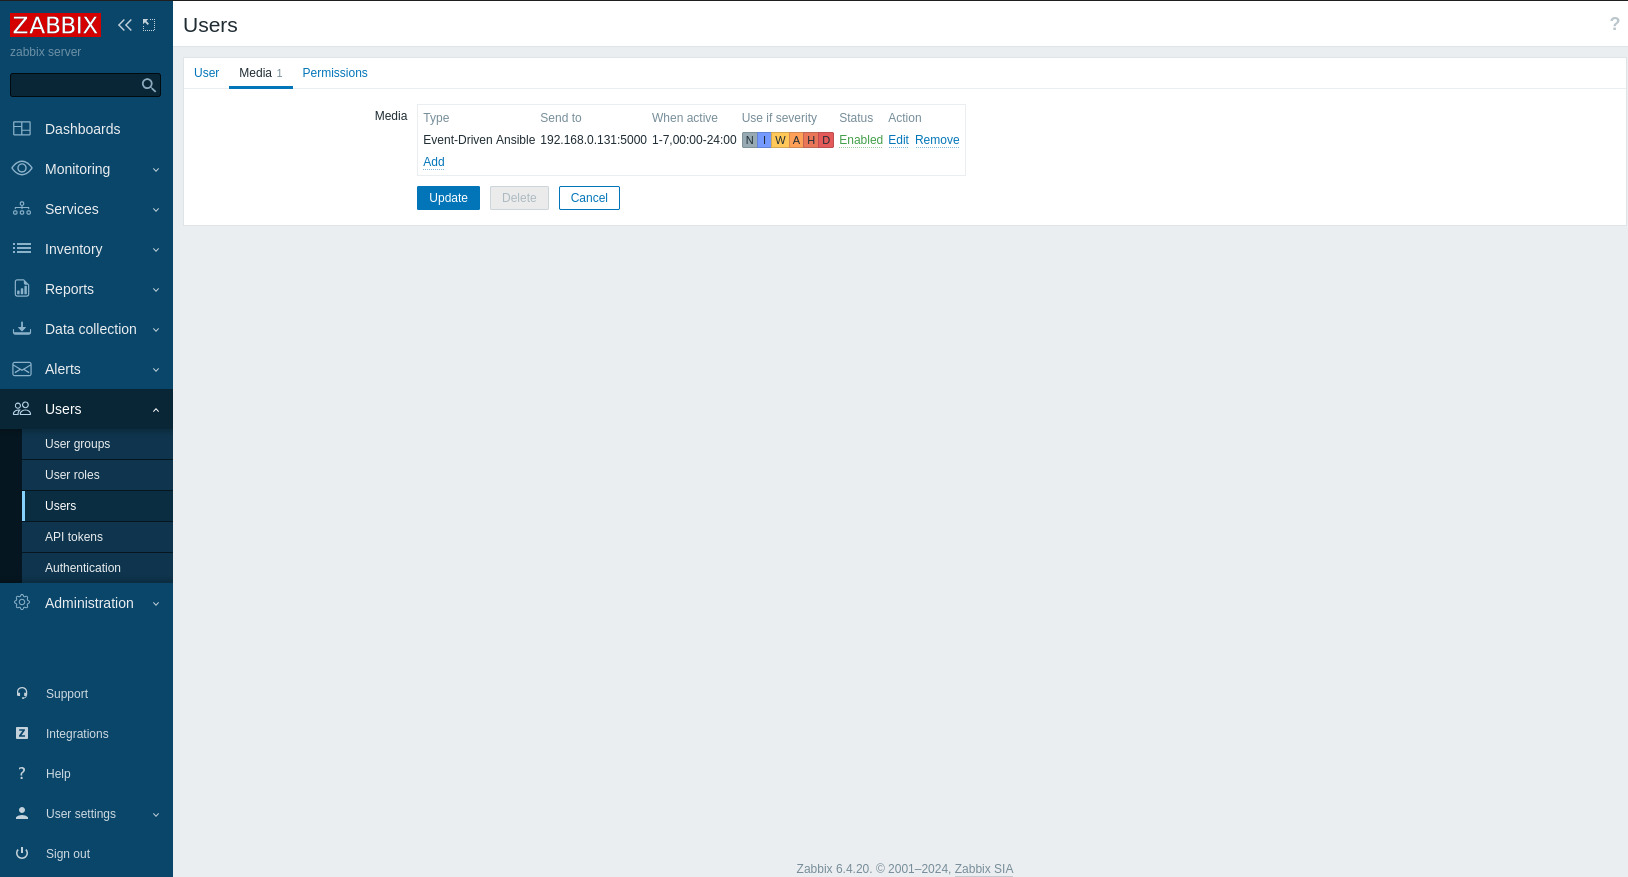 ZABBIX
zabbix server
Dashboards
Monitoring
Services
Inventory
Reports
Data collection
Alerts
Users
User groups
User roles
Users
API tokens
Authentication
Administration
Support
Integrations
Help
User settings
Sign out
Users
?
User Media 1 Permissions
Media
Type Send to When active Use if severity Status Action
Event-Driven Ansible 192.168.0.131:5000 1-7,00:00-24:00 N I W A H D Enabled Edit Remove
Add
Update Delete Cancel
Zabbix 6.4.20. © 2001–2024, Zabbix SIA